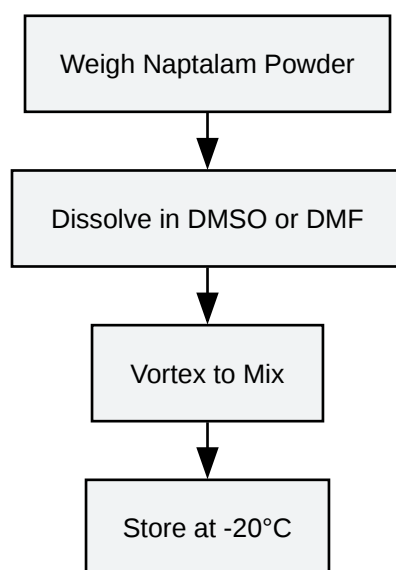 Weigh Naptalam Powder
Dissolve in DMSO or DMF
Vortex to Mix
Store at -20°C